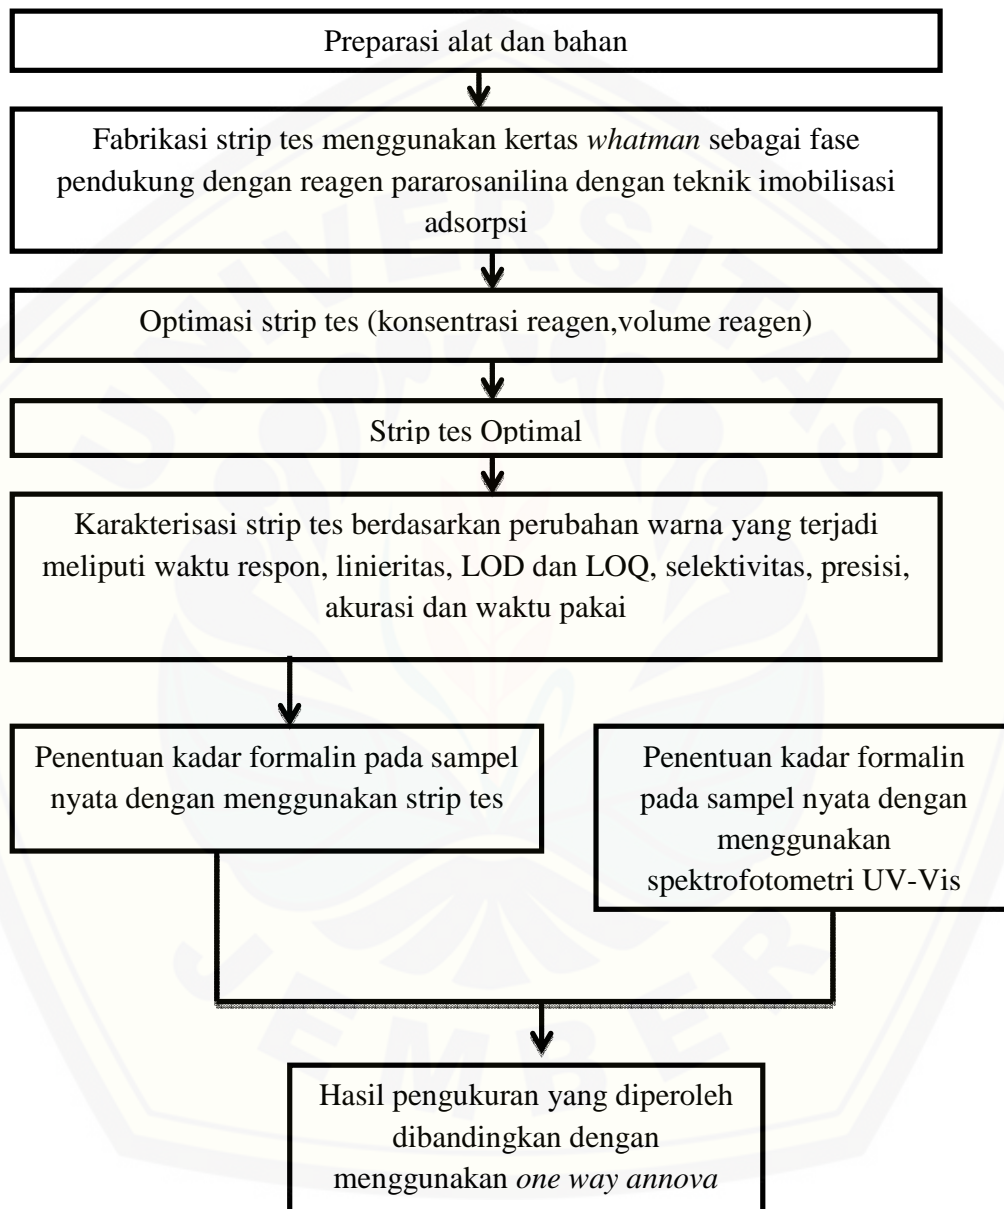 Preparasi alat dan bahan
Fabrikasi strip tes menggunakan kertas whatman sebagai fase
pendukung dengan reagen pararosanilina dengan teknik imobilisasi
adsorpsi
Optimasi strip tes (konsentrasi reagen,volume reagen)
Strip tes Optimal
Karakterisasi strip tes berdasarkan perubahan warna yang terjadi
meliputi waktu respon, linieritas, LOD dan LOQ, selektivitas, presisi,
akurasi dan waktu pakai
Penentuan kadar formalin pada sampel
nyata dengan menggunakan strip tes
Penentuan kadar formalin
pada sampel nyata dengan
menggunakan
spektrofotometri UV-Vis
Hasil pengukuran yang diperoleh
dibandingkan dengan
menggunakan one way annova
UNIVERSITAS
JEMBER